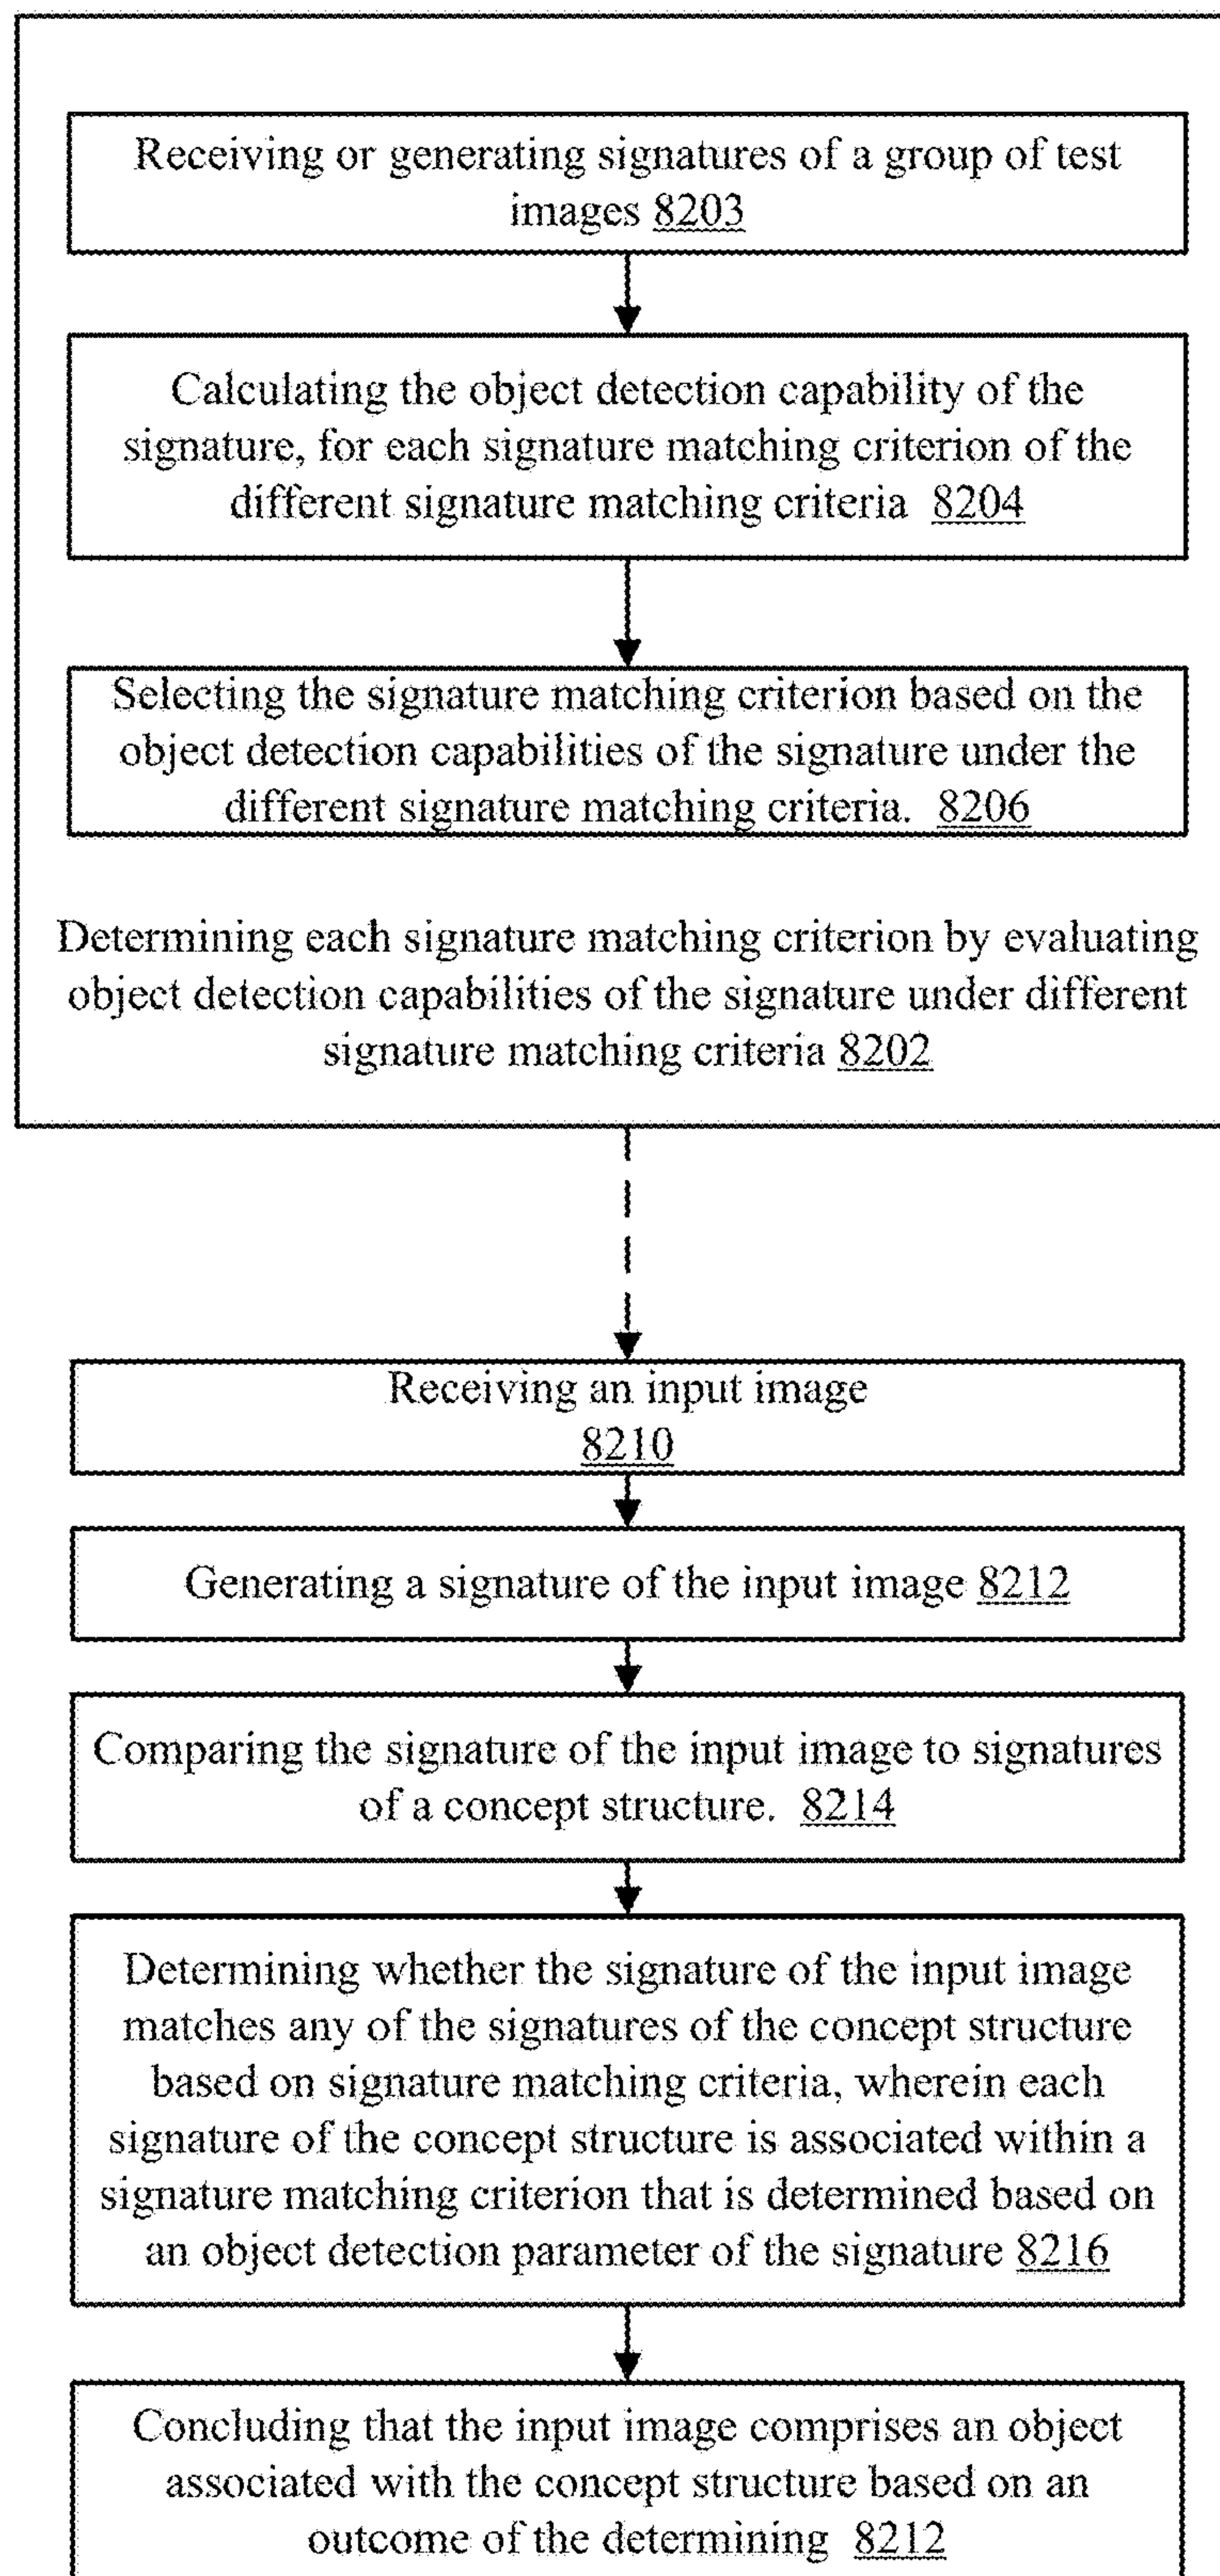 Receiving or generating signatures of a group of test
images 8203
Calculating the object detection capability of the
signature, for each signature matching criterion of the
different signature matching criteria 8204
Selecting the signature matching criterion based on the
object detection capabilities of the signature under the
different signature matching criteria. 8206
Determining each signature matching criterion by evaluating
object detection capabilities of the signature under different
signature matching criteria 8202
Receiving an input image
8210
Generating a signature of the input image 8212
Comparing the signature of the input image to signatures
of a concept structure. 8214
Determining whether the signature of the input image
matches any of the signatures of the concept structure
based on signature matching criteria, wherein each
signature of the concept structure is associated within a
signature matching criterion that is determined based on
an object detection parameter of the signature 8216
Concluding that the input image comprises an object
associated with the concept structure based on an
outcome of the determining 8212